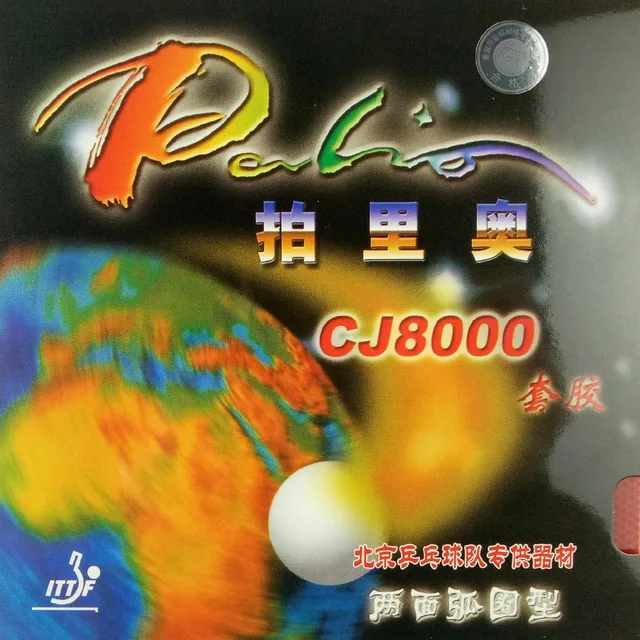 Palio
拍里奥
CJ8000
套胶
北京乒乓球队专供器材
两面弧圈型
ITTF